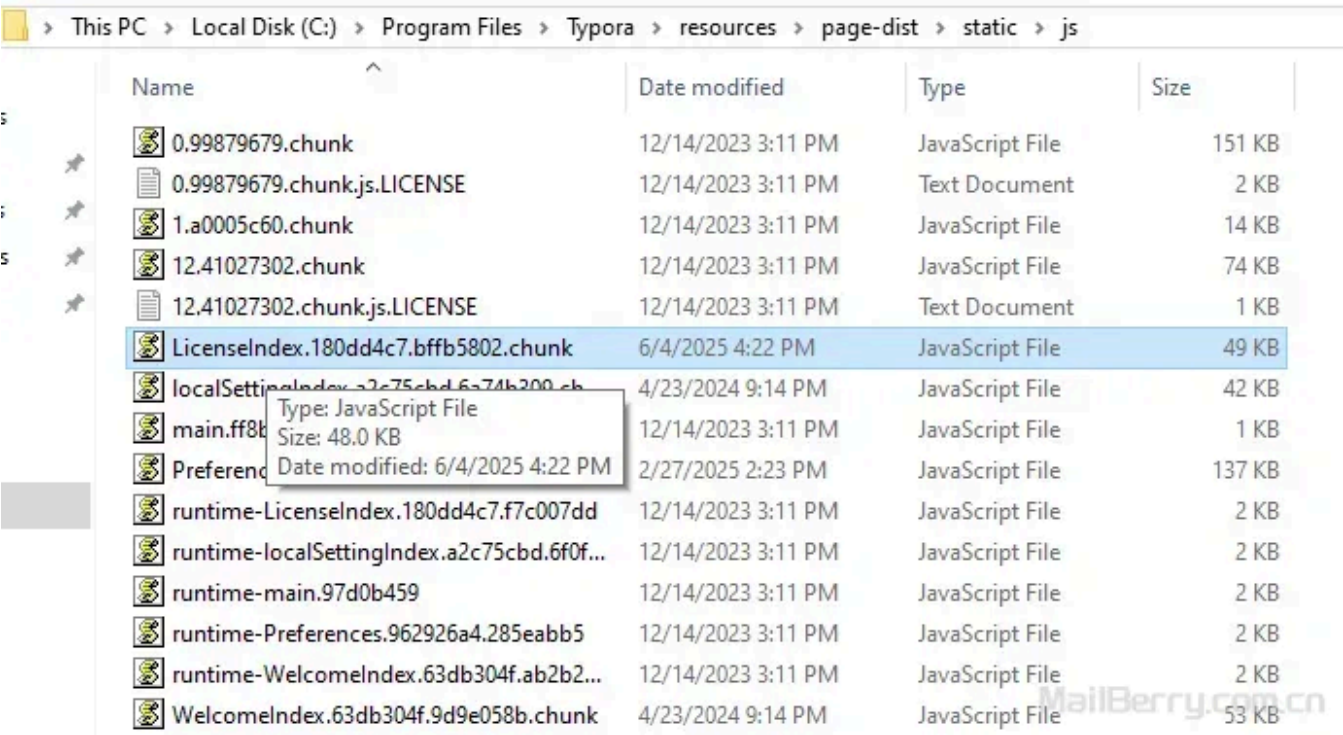 › This PC › Local Disk (C:) › Program Files › Typora › resources › page-dist › static › js
Name Date modified Type Size
0.99879679.chunk 12/14/2023 3:11 PM JavaScript File 151 KB
0.99879679.chunk.js.LICENSE 12/14/2023 3:11 PM Text Document 2 KB
1.a0005c60.chunk 12/14/2023 3:11 PM JavaScript File 14 KB
12.41027302.chunk 12/14/2023 3:11 PM JavaScript File 74 KB
12.41027302.chunk.js.LICENSE 12/14/2023 3:11 PM Text Document 1 KB
LicenseIndex.180dd4c7.bffb5802.chunk 6/4/2025 4:22 PM JavaScript File 49 KB
localSettingIndex.a2c75cbd.6a74b309.ch 4/23/2024 9:14 PM JavaScript File 42 KB
Type: JavaScript File
main.ff8b 12/14/2023 3:11 PM JavaScript File 1 KB
Size: 48.0 KB
Preferenc 2/27/2025 2:23 PM JavaScript File 137 KB
Date modified: 6/4/2025 4:22 PM
runtime-LicenseIndex.180dd4c7.f7c007dd 12/14/2023 3:11 PM JavaScript File 2 KB
runtime-localSettingIndex.a2c75cbd.6f0f... 12/14/2023 3:11 PM JavaScript File 2 KB
runtime-main.97d0b459 12/14/2023 3:11 PM JavaScript File 2 KB
runtime-Preferences.962926a4.285eabb5 12/14/2023 3:11 PM JavaScript File 2 KB
runtime-WelcomeIndex.63db304f.ab2b2... 12/14/2023 3:11 PM JavaScript File 2 KB
WelcomeIndex.63db304f.9d9e058b.chunk 4/23/2024 9:14 PM JavaScript File 53 KB
MailBerry.com.cn